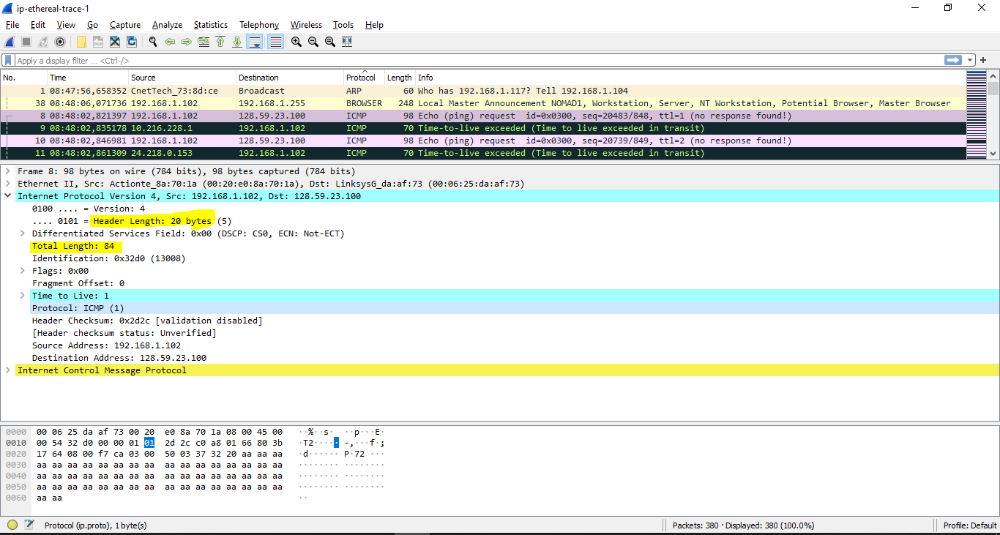 ip-ethereal-trace-1
File Edit View Go Capture Analyze Statistics Telephony Wireless Tools Help
Apply a display filter ... <Ctrl-/>
No. Time Source Destination Protocol Length Info
1 08:47:56,658352 CnetTech_73:8d:ce Broadcast ARP 60 Who has 192.168.1.117? Tell 192.168.1.104
38 08:48:06,071736 192.168.1.102 192.168.1.255 BROWSER 248 Local Master Announcement NOMAD1, Workstation, Server, NT Workstation, Potential Browser, Master Browser
8 08:48:02,821397 192.168.1.102 128.59.23.100 ICMP 98 Echo (ping) request id=0x0300, seq=20483/848, ttl=1 (no response found!)
9 08:48:02,835178 10.216.228.1 192.168.1.102 ICMP 70 Time-to-live exceeded (Time to live exceeded in transit)
10 08:48:02,846981 192.168.1.102 128.59.23.100 ICMP 98 Echo (ping) request id=0x0300, seq=20739/849, ttl=2 (no response found!)
11 08:48:02,861309 24.218.0.153 192.168.1.102 ICMP 70 Time-to-live exceeded (Time to live exceeded in transit)
Frame 8: 98 bytes on wire (784 bits), 98 bytes captured (784 bits)
Ethernet II, Src: Actionte_8a:70:1a (00:20:e0:8a:70:1a), Dst: LinksysG_da:af:73 (00:06:25:da:af:73)
Internet Protocol Version 4, Src: 192.168.1.102, Dst: 128.59.23.100
0100 .... = Version: 4
.... 0101 = Header Length: 20 bytes (5)
Differentiated Services Field: 0x00 (DSCP: CS0, ECN: Not-ECT)
Total Length: 84
Identification: 0x32d0 (13008)
Flags: 0x00
Fragment Offset: 0
Time to Live: 1
Protocol: ICMP (1)
Header Checksum: 0x2d2c [validation disabled]
[Header checksum status: Unverified]
Source Address: 192.168.1.102
Destination Address: 128.59.23.100
Internet Control Message Protocol
0000 00 06 25 da af 73 00 20 e0 8a 70 1a 08 00 45 00 ··%··s· ··p···E·
0010 00 54 32 d0 00 00 01 01 2d 2c c0 a8 01 66 80 3b ·T2····· -,···f·;
0020 17 64 08 00 f7 ca 03 00 50 03 37 32 20 aa aa aa ·d······ P·72 ···
0030 aa aa aa aa aa aa aa aa aa aa aa aa aa aa aa aa ········ ········
0040 aa aa aa aa aa aa aa aa aa aa aa aa aa aa aa aa ········ ········
0050 aa aa aa aa aa aa aa aa aa aa aa aa aa aa aa aa ········ ········
0060 aa aa ··
Protocol (ip.proto), 1 byte(s) Packets: 380 · Displayed: 380 (100.0%) Profile: Default